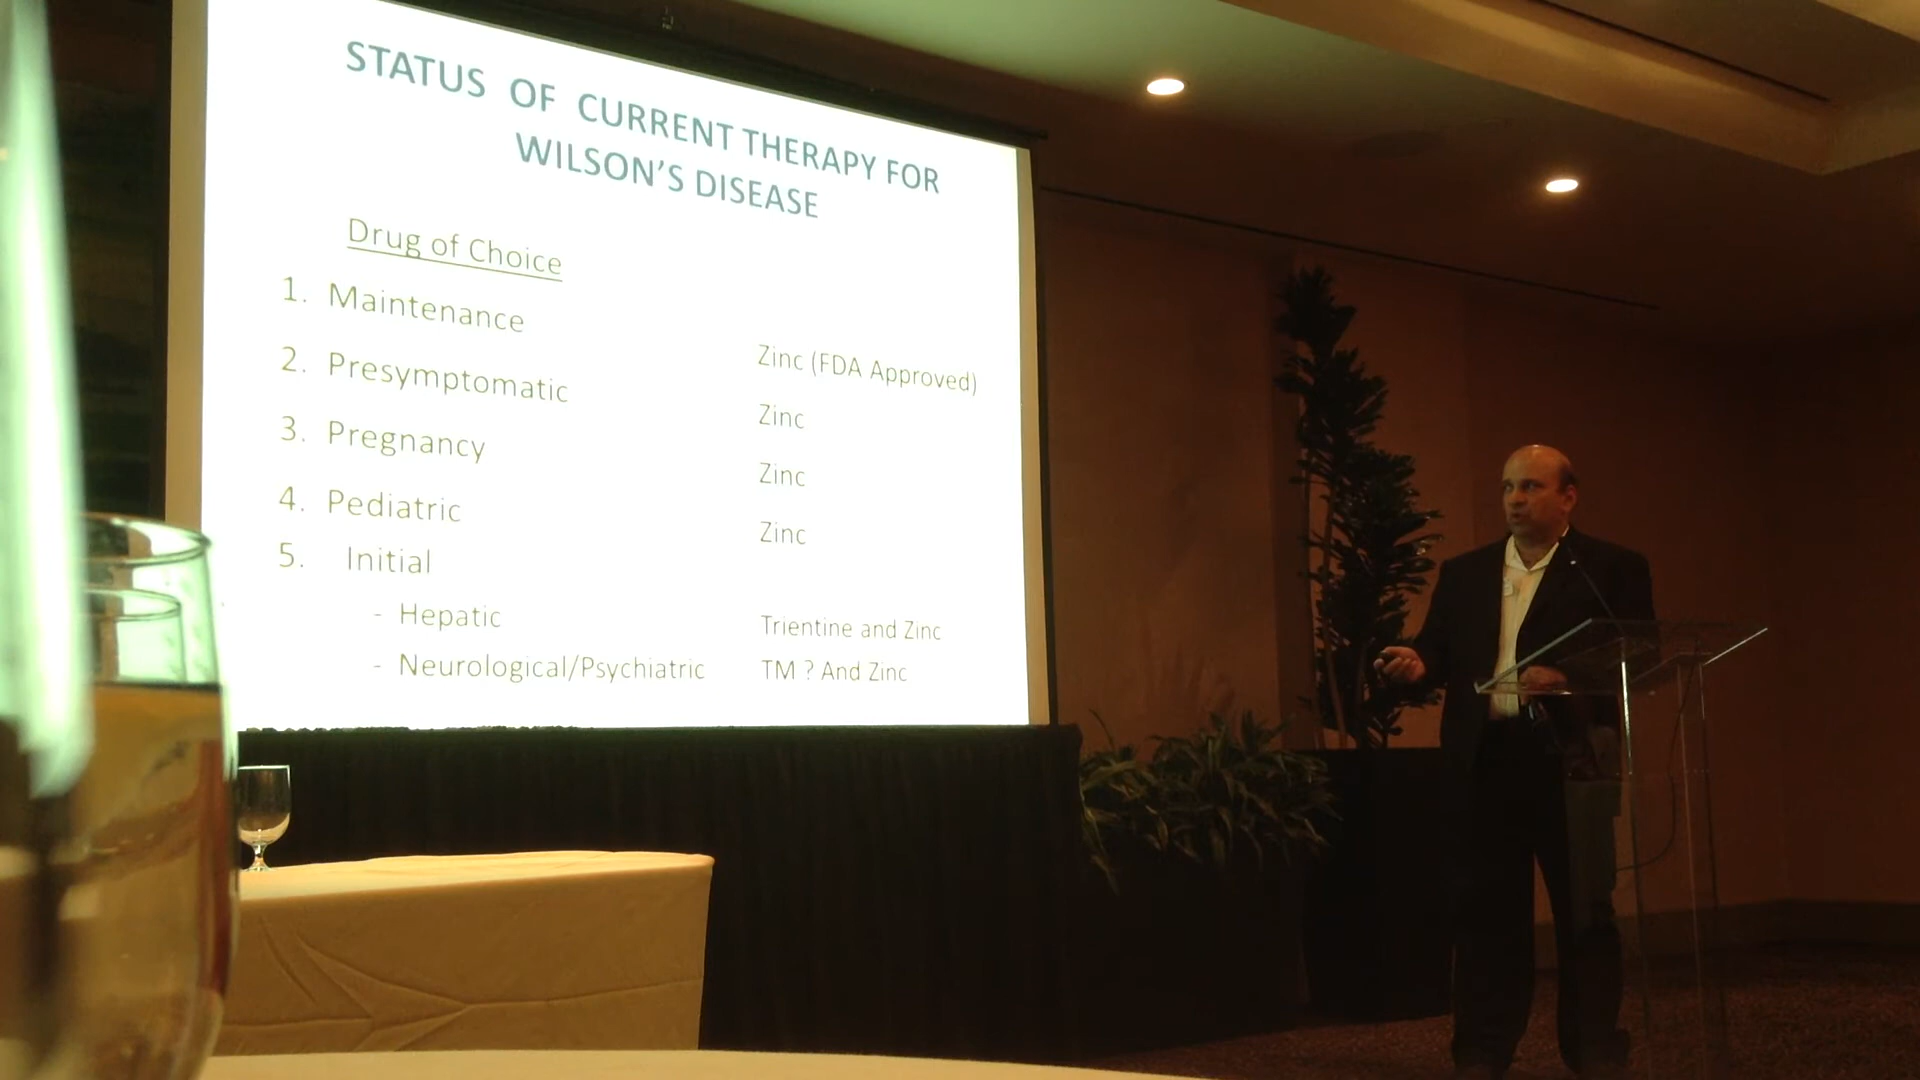 STATUS OF CURRENT THERAPY FOR
WILSON'S DISEASE
Drug of Choice
1. Maintenance
Zinc (FDA Approved)
2. Presymptomatic
Zinc
3. Pregnancy
Zinc
4. Pediatric
Zinc
5. Initial
- Hepatic
Trientine and Zinc
- Neurological/Psychiatric
TM ? And Zinc